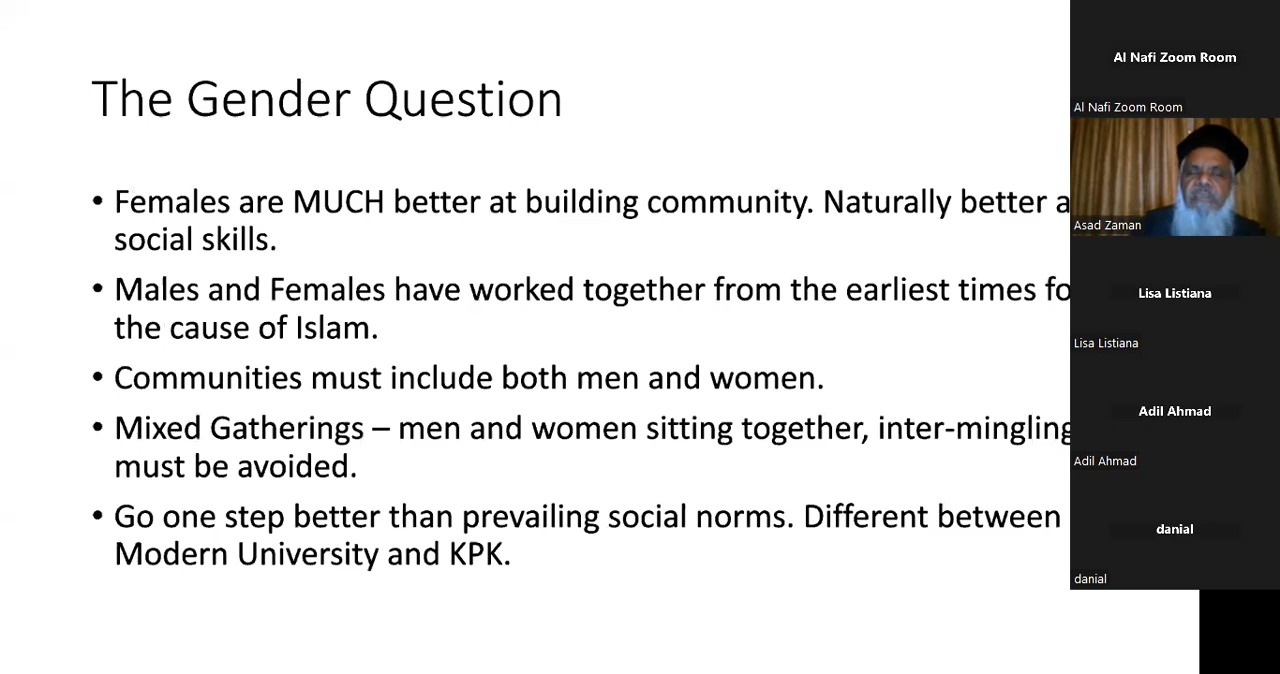 The Gender Question
• Females are MUCH better at building community. Naturally better
social skills.
• Males and Females have worked together from the earliest times
the cause of Islam.
• Communities must include both men and women.
• Mixed Gatherings – men and women sitting together, inter-mingling
must be avoided.
• Go one step better than prevailing social norms. Different between
Modern University and KPK.
Al Nafi Zoom Room
Al Nafi Zoom Room
Asad Zaman
Lisa Listiana
Lisa Listiana
Adil Ahmad
Adil Ahmad
danial
danial